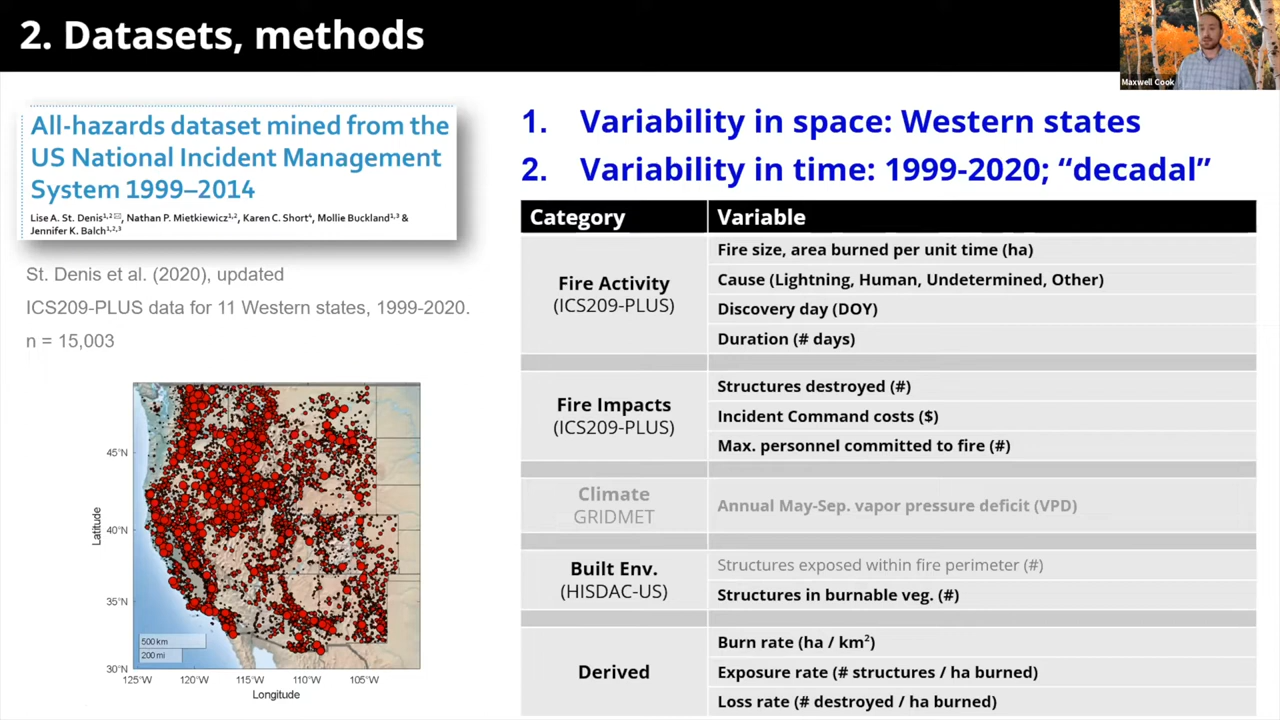 2. Datasets, methods
Maxwell Cook
All-hazards dataset mined from the
US National Incident Management
System 1999–2014
Lise A. St. Denis1,2✉, Nathan P. Mietkiewicz1,2, Karen C. Short4, Mollie Buckland1,3 &
Jennifer K. Balch1,2,3
St. Denis et al. (2020), updated
ICS209-PLUS data for 11 Western states, 1999-2020.
n = 15,003
45°N
40°N
35°N
30°N
Latitude
500 km
200 mi
125°W 120°W 115°W 110°W 105°W
Longitude
1. Variability in space: Western states
2. Variability in time: 1999-2020; “decadal”
Category Variable
Fire Activity
(ICS209-PLUS)
Fire size, area burned per unit time (ha)
Cause (Lightning, Human, Undetermined, Other)
Discovery day (DOY)
Duration (# days)
Fire Impacts
(ICS209-PLUS)
Structures destroyed (#)
Incident Command costs ($)
Max. personnel committed to fire (#)
Climate
GRIDMET
Annual May-Sep. vapor pressure deficit (VPD)
Built Env.
(HISDAC-US)
Structures exposed within fire perimeter (#)
Structures in burnable veg. (#)
Derived
Burn rate (ha / km²)
Exposure rate (# structures / ha burned)
Loss rate (# destroyed / ha burned)